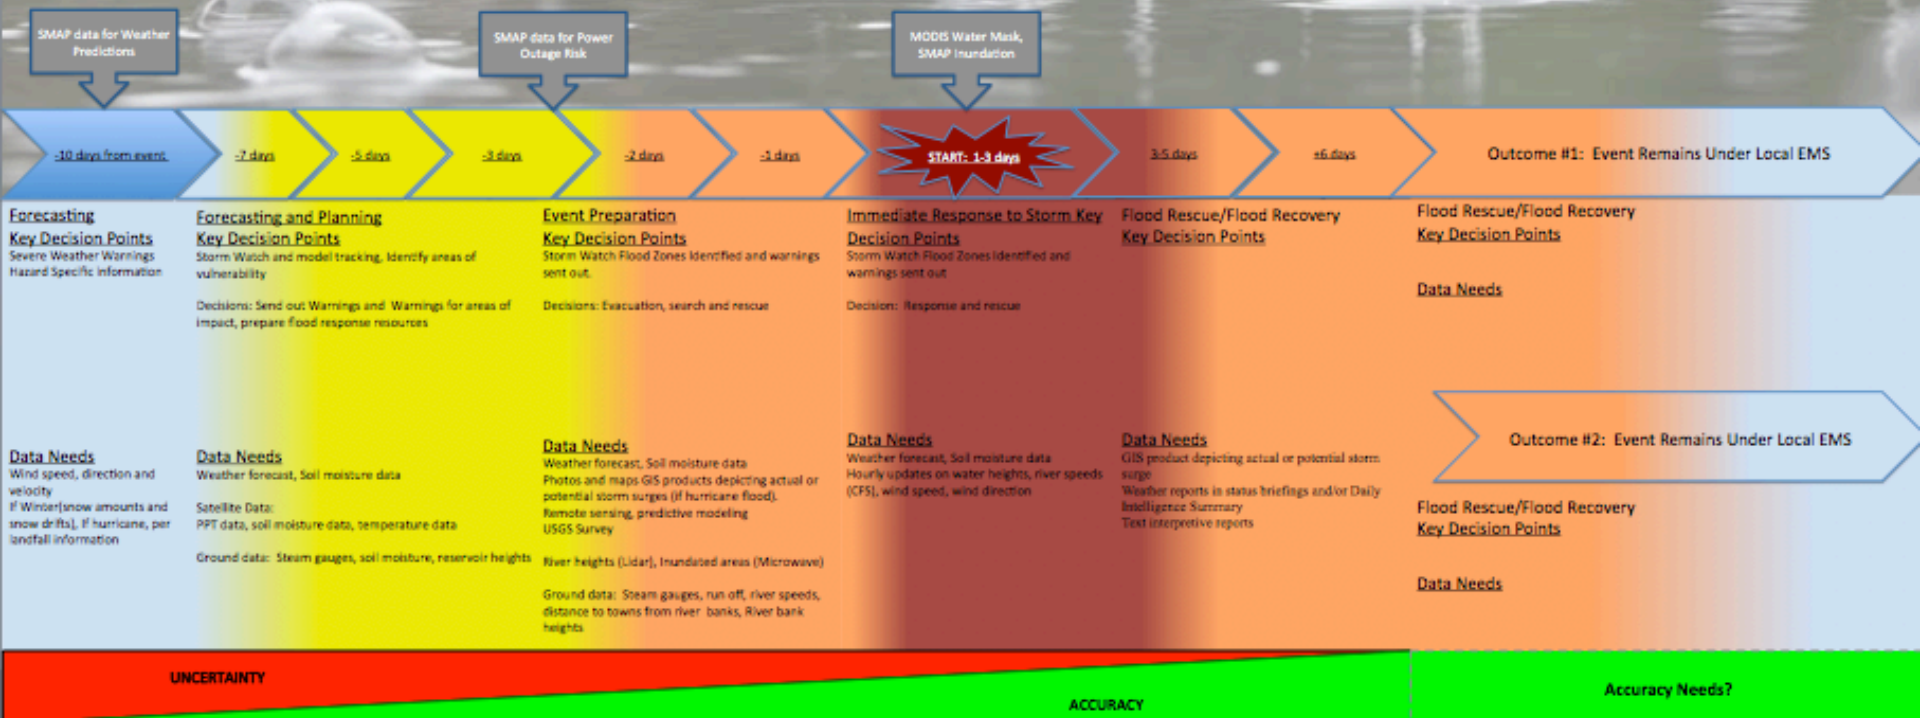 SMAP data for Weather
Predictions
SMAP data for Power
Outage Risk
MODIS Water Mask,
SMAP Inundation
-10 days from event
-7 days
-5 days
-3 days
-2 days
-1 days
START: 1-3 days
3-5 days
±6 days
Outcome #1: Event Remains Under Local EMS
Forecasting
Key Decision Points
Severe Weather Warnings
Hazard Specific Information
Data Needs
Wind speed, direction and
velocity
If Winter[snow amounts and
snow drifts], If hurricane, per
landfall information
Forecasting and Planning
Key Decision Points
Storm Watch and model tracking, Identify areas of
vulnerability
Decisions: Send out Warnings and Warnings for areas of
impact, prepare flood response resources
Data Needs
Weather forecast, Soil moisture data
Satellite Data:
PPT data, soil moisture data, temperature data
Ground data: Steam gauges, soil moisture, reservoir heights
Event Preparation
Key Decision Points
Storm Watch Flood Zones Identified and warnings
sent out.
Decisions: Evacuation, search and rescue
Data Needs
Weather forecast, Soil moisture data
Photos and maps GIS products depicting actual or
potential storm surges (if hurricane flood).
Remote sensing, predictive modeling
USGS Survey
River heights (Lidar), Inundated areas (Microwave)
Ground data: Steam gauges, run off, river speeds,
distance to towns from river banks, River bank
heights
Immediate Response to Storm Key
Decision Points
Storm Watch Flood Zones Identified and
warnings sent out
Decision: Response and rescue
Data Needs
Weather forecast, Soil moisture data
Hourly updates on water heights, river speeds
(CFS), wind speed, wind direction
Flood Rescue/Flood Recovery
Key Decision Points
Data Needs
GIS product depicting actual or potential storm
surge
Weather reports in status briefings and/or Daily
Intelligence Summary
Text interpretive reports
Flood Rescue/Flood Recovery
Key Decision Points
Data Needs
Outcome #2: Event Remains Under Local EMS
Flood Rescue/Flood Recovery
Key Decision Points
Data Needs
UNCERTAINTY
ACCURACY
Accuracy Needs?